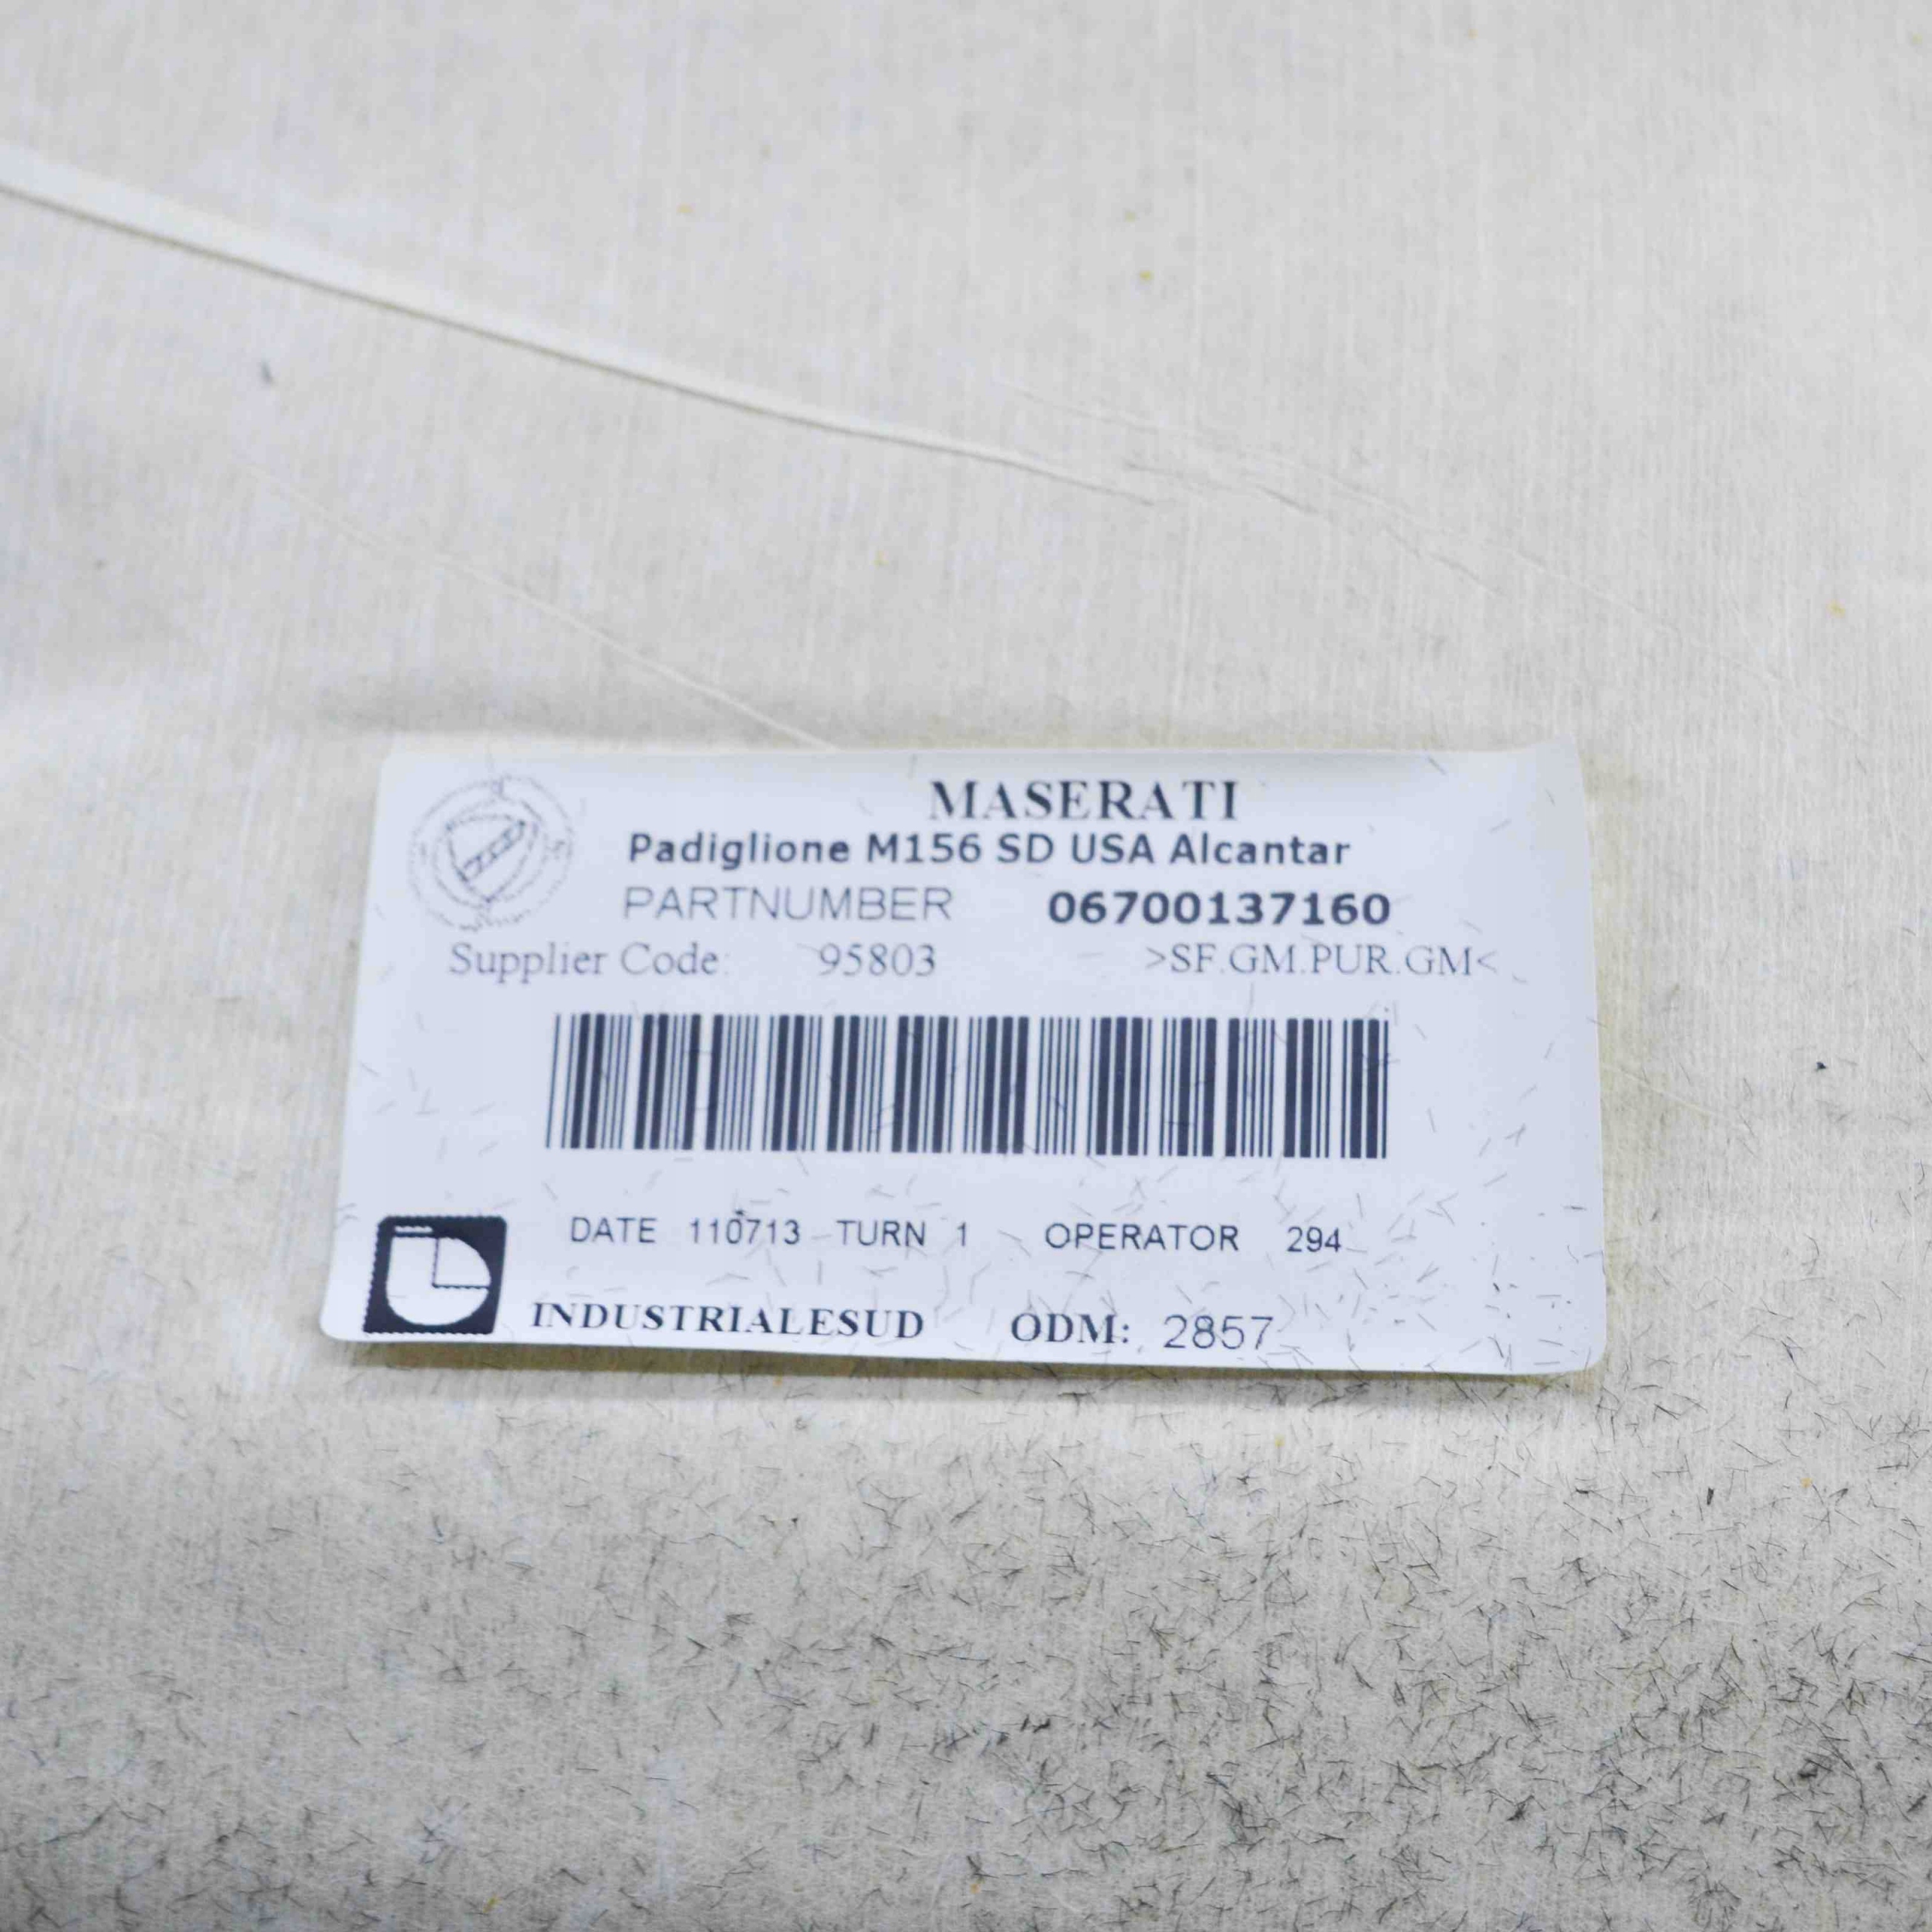 MASERATI
Padiglione M156 SD USA Alcantar
PARTNUMBER 06700137160
Supplier Code: 95803 >SF.GM.PUR.GM<
DATE 110713 TURN 1 OPERATOR 294
INDUSTRIALESUD ODM: 2857